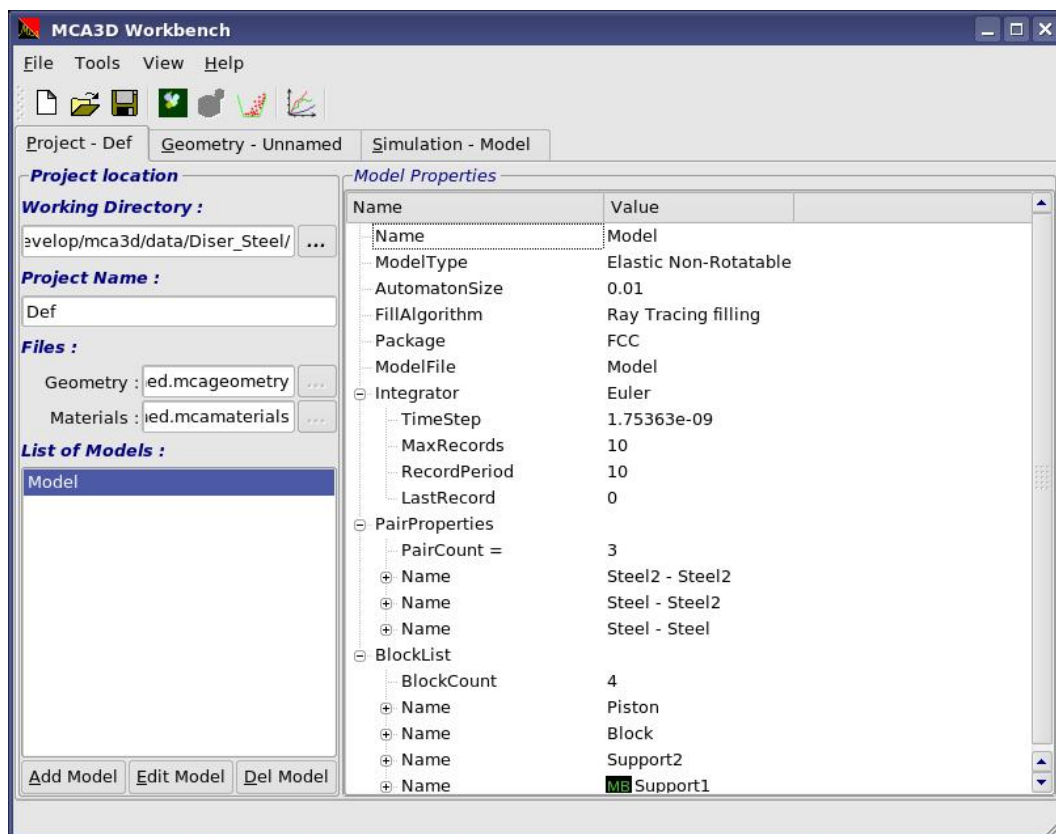 MCA3D Workbench
File Tools View Help
Project - Def Geometry - Unnamed Simulation - Model
Project location
Working Directory :
evelop/mca3d/data/Diser_Steel/ ...
Project Name :
Def
Files :
Geometry : ed.mcageometry ...
Materials : ed.mcamaterials ...
List of Models :
Model
Add Model Edit Model Del Model
Model Properties
Name Value
Name Model
ModelType Elastic Non-Rotatable
AutomatonSize 0.01
FillAlgorithm Ray Tracing filling
Package FCC
ModelFile Model
Integrator Euler
TimeStep 1.75363e-09
MaxRecords 10
RecordPeriod 10
LastRecord 0
PairProperties
PairCount = 3
Name Steel2 - Steel2
Name Steel - Steel2
Name Steel - Steel
BlockList
BlockCount 4
Name Piston
Name Block
Name Support2
Name MB Support1